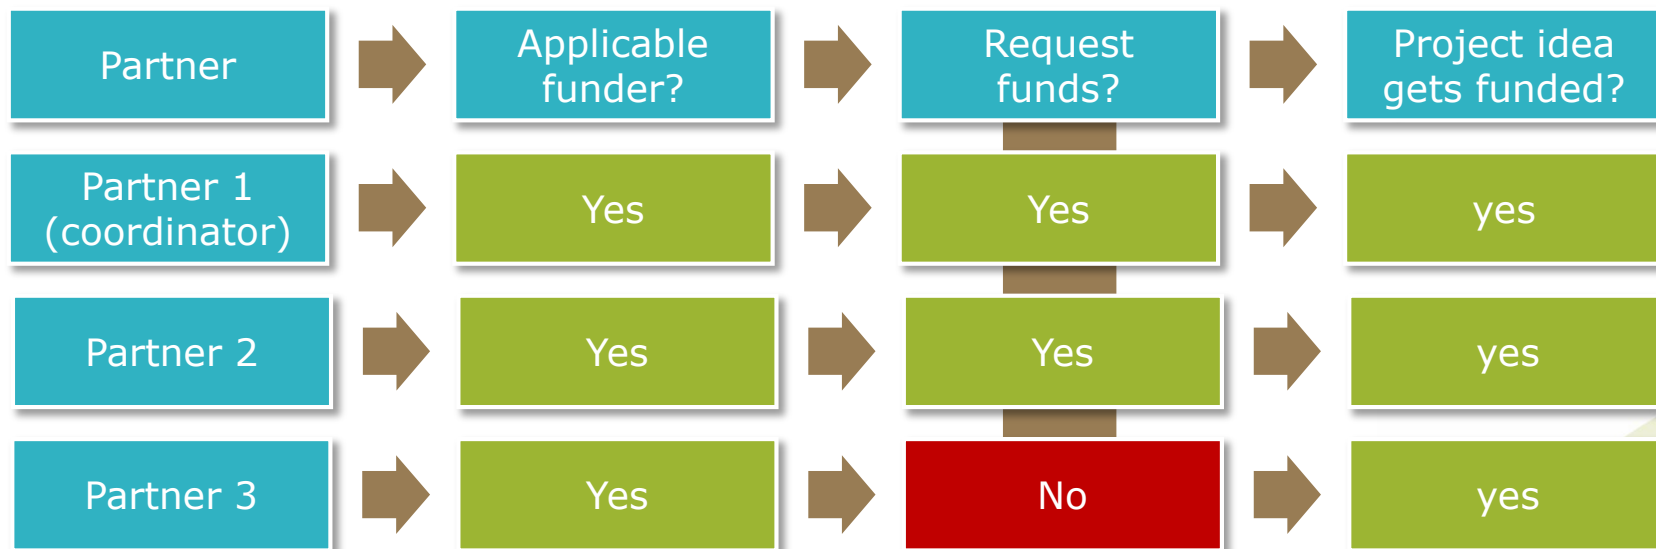 Partner
Applicable
funder?
Request
funds?
Project idea
gets funded?
Partner 1
(coordinator)
Yes
Yes
yes
Partner 2
Yes
Yes
yes
Partner 3
Yes
No
yes